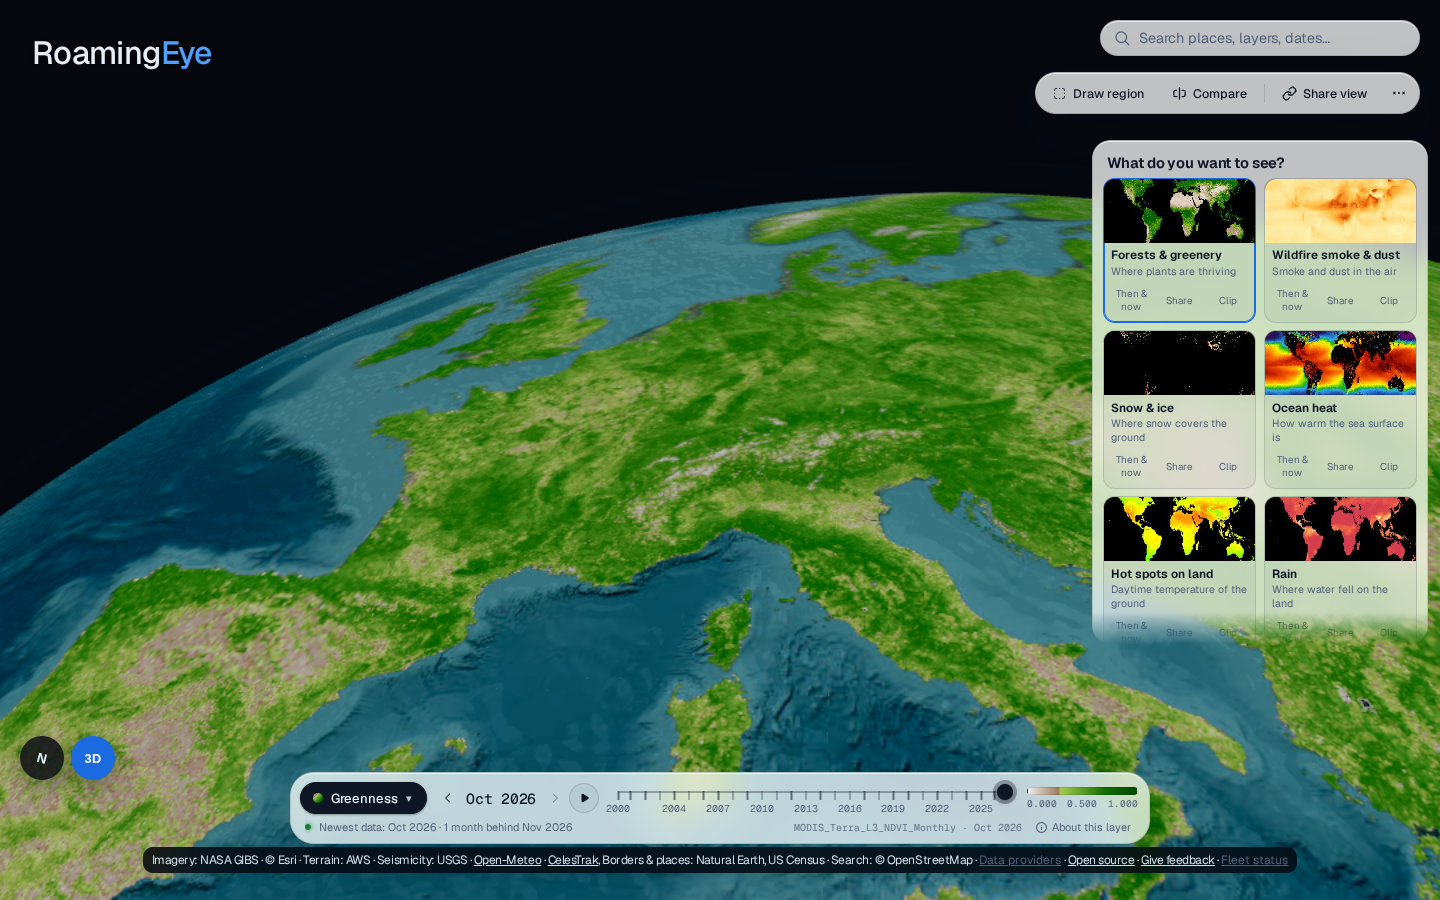 RoamingEye
Search places, layers, dates...
Draw region
Compare
Share view
What do you want to see?
Forests & greenery
Where plants are thriving
Then & now
Share
Clip
Wildfire smoke & dust
Smoke and dust in the air
Then & now
Share
Clip
Snow & ice
Where snow covers the
ground
Then & now
Share
Clip
Ocean heat
How warm the sea surface
is
Then & now
Share
Clip
Hot spots on land
Daytime temperature of the
ground
Then &
Share
Clip
Rain
Where water fell on the
land
Then &
Share
Clip
N
3D
Greenness
Oct 2026
2000 2004 2007 2010 2013 2016 2019 2022 2025
0.000 0.500 1.000
Newest data: Oct 2026 · 1 month behind Nov 2026
MODIS_Terra_L3_NDVI_Monthly · Oct 2026
About this layer
Imagery: NASA GIBS · © Esri · Terrain: AWS · Seismicity: USGS · Open-Meteo · CelesTrak, Borders & places: Natural Earth, US Census · Search: © OpenStreetMap · Data providers · Open source · Give feedback · Fleet status